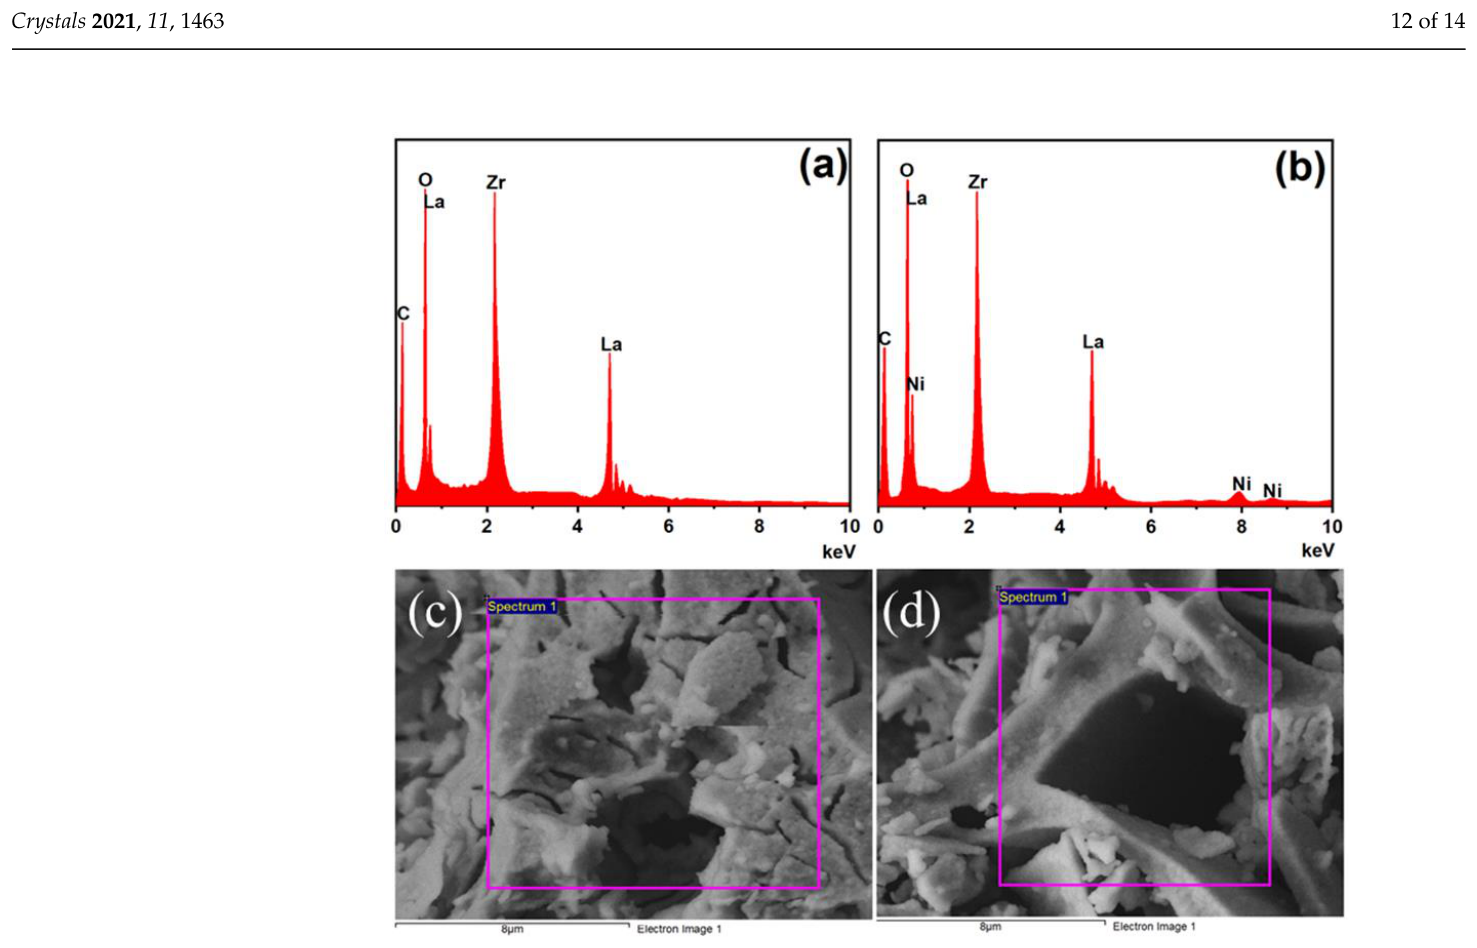 Crystals 2021, 11, 1463
12 of 14
(a)
O
La
Zr
C
La
0 2 4 6 8 10
keV
(b)
O
La
Zr
C
Ni
La
Ni
Ni
0 2 4 6 8 10
keV
(c)
Spectrum 1
8µm
Electron Image 1
(d)
Spectrum 1
8µm
Electron Image 1